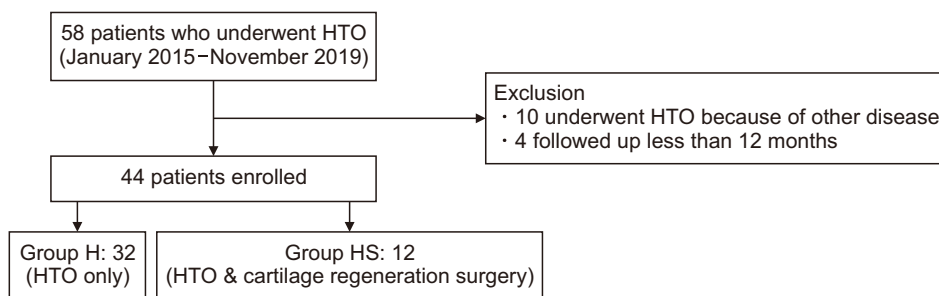 58 patients who underwent HTO
(January 2015−November 2019)
Exclusion
· 10 underwent HTO because of other disease
· 4 followed up less than 12 months
44 patients enrolled
Group H: 32
(HTO only)
Group HS: 12
(HTO & cartilage regeneration surgery)